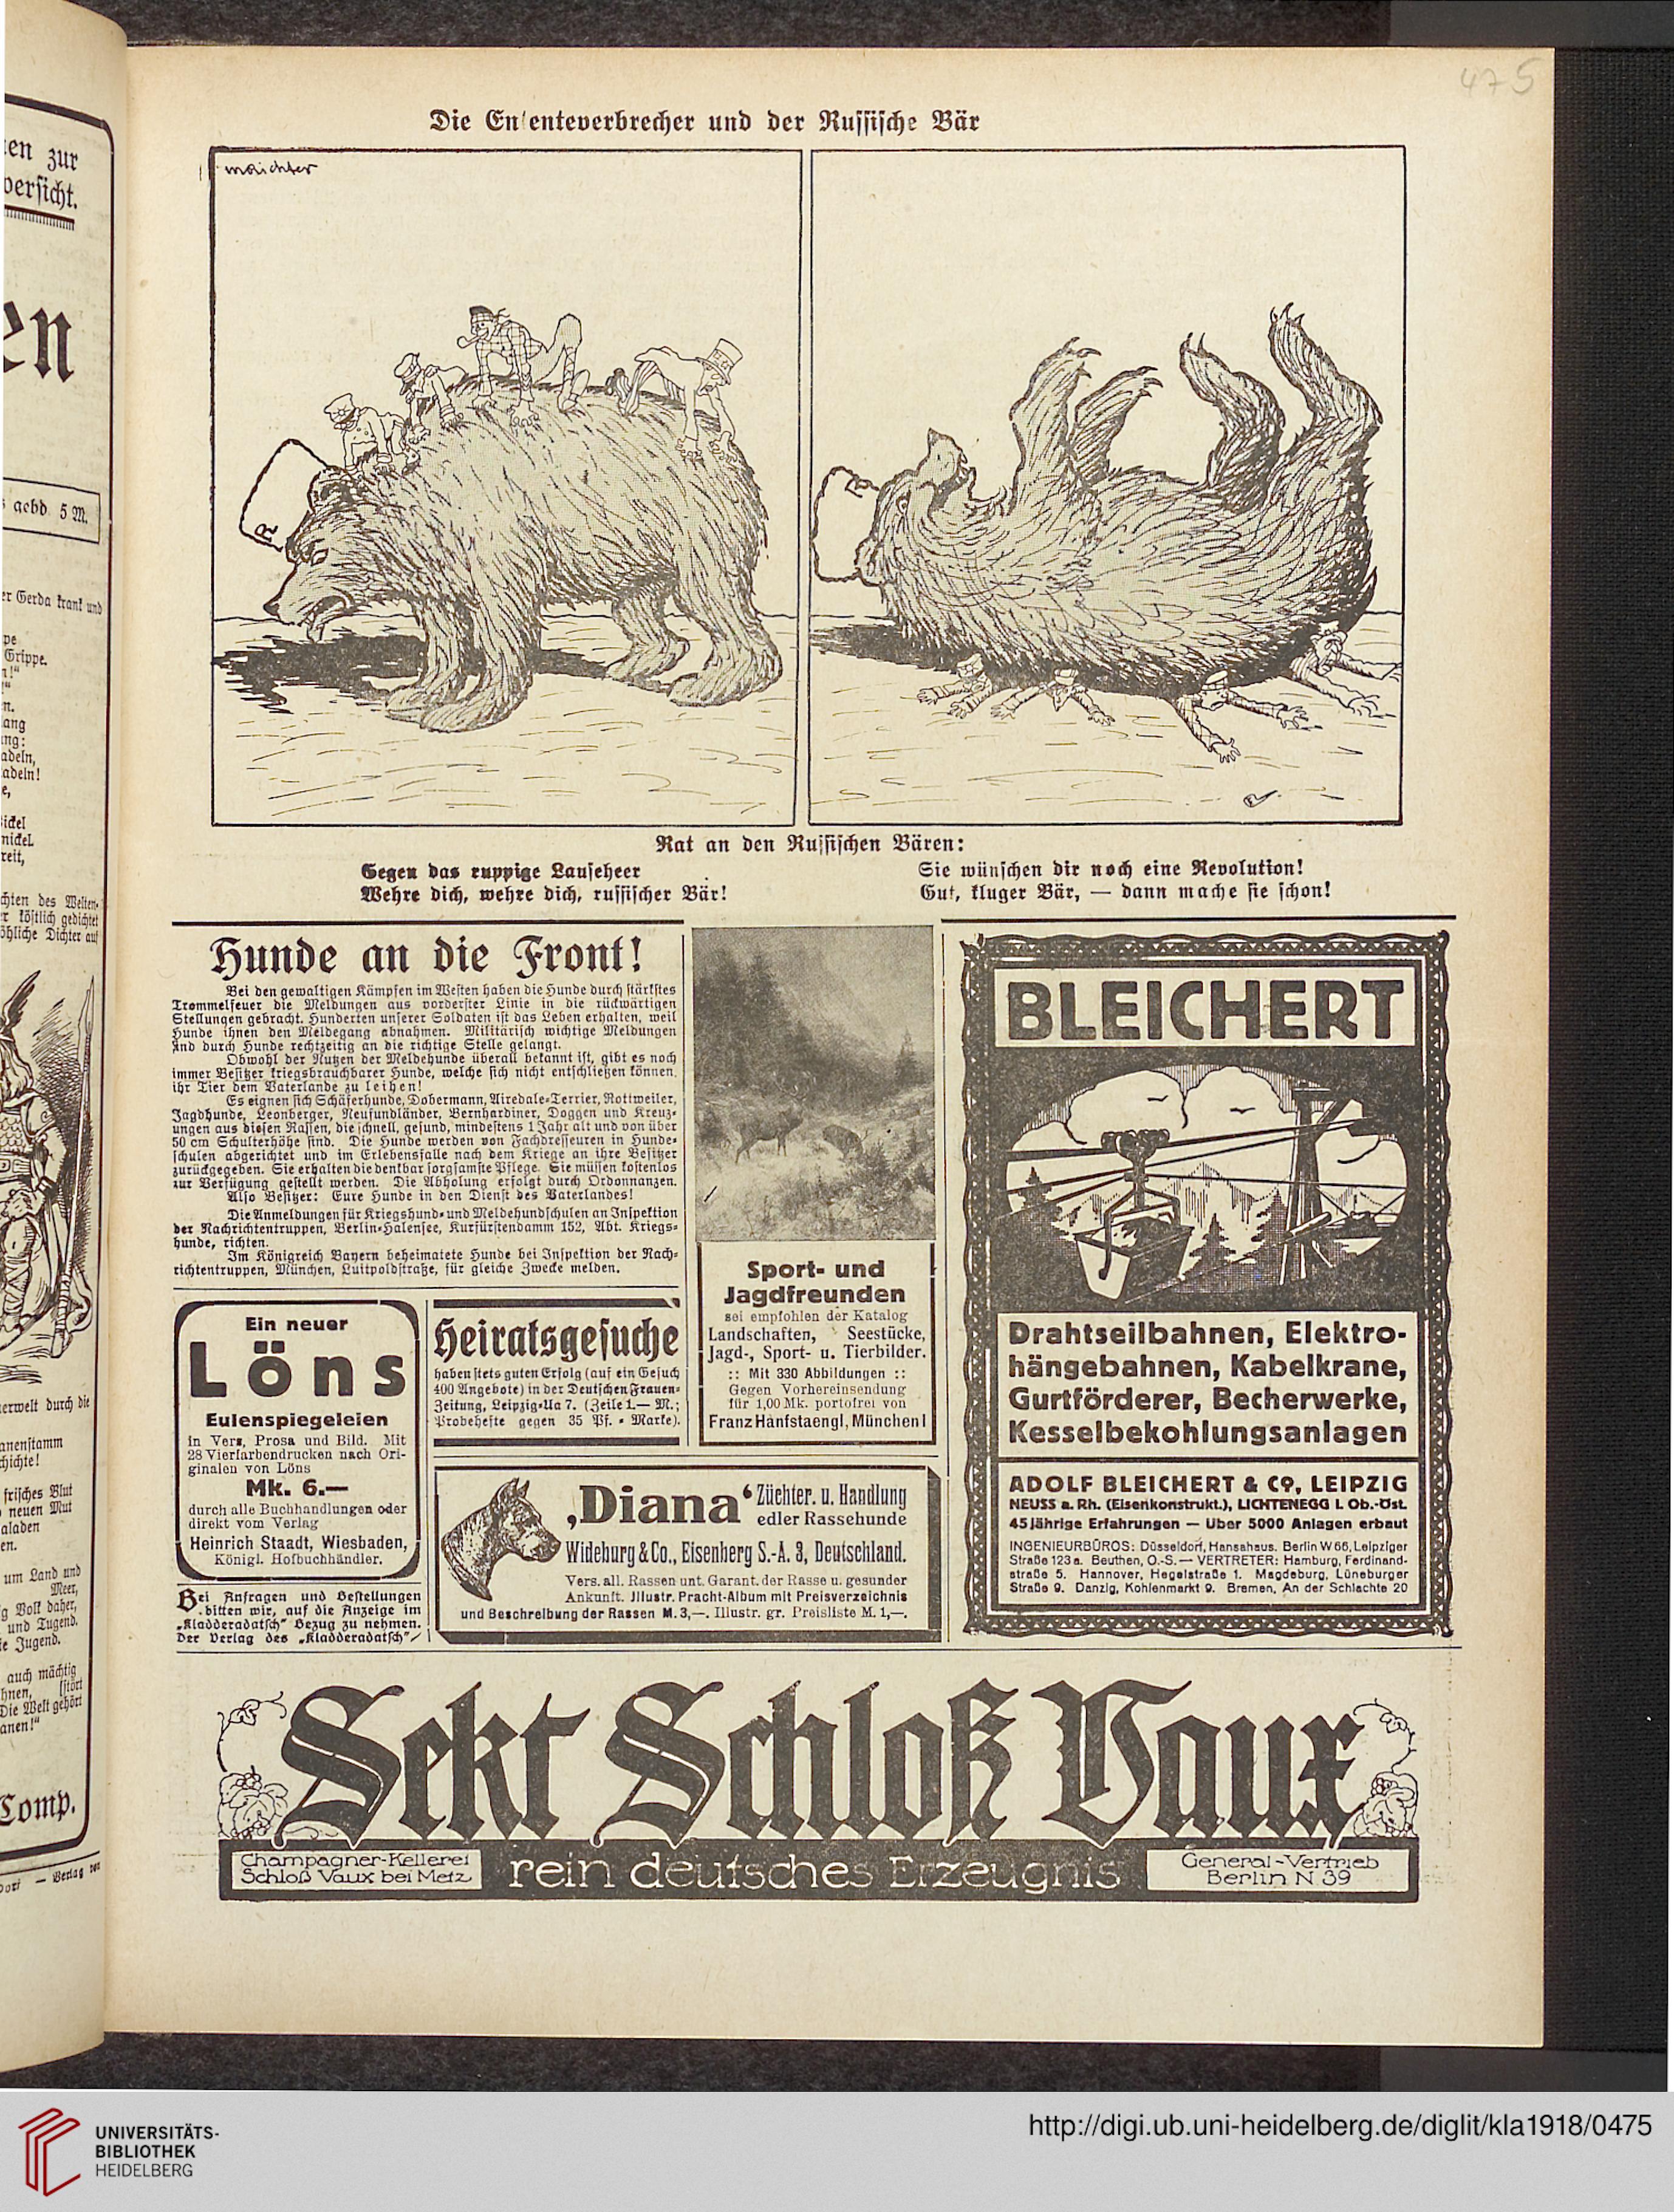 475
Die Ententeverbrecher und der Russische Bär
R
R
Rat an den Russischen Bären:
Gegen das ruppige Lauseheer
Wehre dich, wehre dich, russischer Bär!
Sie wünschen dir noch eine Revolution!
Gut, kluger Bär, — dann mache sie schon!
Hunde an die Front!
Bei den gewaltigen Kämpfen im Westen haben die Hunde durch stärkstes
Trommelfeuer die Meldungen aus vorderster Linie in die rückwärtigen
Stellungen gebracht. Hunderten unserer Soldaten ist das Leben erhalten, weil
Hunde ihnen den Meldegang abnahmen. Militärisch wichtige Meldungen
sind durch Hunde rechtzeitig an die richtige Stelle gelangt.
Obwohl der Nutzen der Meldehunde überall bekannt ist, gibt es noch
immer Besitzer kriegsbrauchbarer Hunde, welche sich nicht entschließen können,
ihr Tier dem Vaterlande zu leihen!
Es eignen sich Schäferhunde, Dobermann, Airedale-Terrier, Rottweiler,
Jagdhunde, Leonberger, Neufundländer, Bernhardiner, Doggen und Kreuz-
ungen aus diesen Rassen, die schnell, gesund, mindestens 1 Jahr alt und von über
50 cm Schulterhöhe sind. Die Hunde werden von Fachdresseuren in Hunde-
schulen abgerichtet und im Erlebensfalle nach dem Kriege an ihre Besitzer
zurückgegeben. Sie erhalten die denkbar sorgsamste Pflege. Sie müssen kostenlos
zur Verfügung gestellt werden. Die Abholung erfolgt durch Ordonnanzen.
Also Besitzer: Eure Hunde in den Dienst des Vaterlandes!
Die Anmeldungen für Kriegshund- und Meldehundschulen an Inspektion
der Nachrichtentruppen, Berlin-Halensee, Kurfürstendamm 152, Abt. Kriegs-
hunde, richten.
Im Königreich Bayern beheimatete Hunde bei Inspektion der Nach-
richtentruppen, München, Luitpoldstraße, für gleiche Zwecke melden.
Ein neuer
Löns
Eulenspiegeleien
in Vers, Prosa und Bild. Mit
28 Vierfarbendrucken nach Ori-
ginalen von Löns
Mk. 6.—
durch alle Buchhandlungen oder
direkt vom Verlag
Heinrich Staadt, Wiesbaden,
Königl. Hofbuchhändler.
Bei Anfragen und Bestellungen
bitten wir, auf die Anzeige im
„Kladderadatsch“ Bezug zu nehmen.
Der Verlag des „Kladderadatsch“
Heiratsgesuche
haben stets guten Erfolg (auf ein Gesuch
400 Angebote) in der Deutschen Frauen-
Zeitung, Leipzig-Ua 7. (Zeile 1.— M.;
Probehefte gegen 35 Pf. - Marke).
Sport- und
Jagdfreunden
sei empfohlen der Katalog
Landschaften, Seestücke,
Jagd-, Sport- u. Tierbilder.
:: Mit 330 Abbildungen ::
Gegen Vorhereinsendung
für 1,00 Mk. portofrei von
Franz Hanfstaengl, München I
‚Diana‘ Züchter. u. Handlung
edler Rassehunde
Wideburg & Co., Eisenberg S.-A. 3, Deutschland.
Vers. all. Rassen unt. Garant. der Rasse u. gesunder
Ankunft. Jllustr. Pracht-Album mit Preisverzeichnis
und Beschreibung der Rassen M. 3,—. Illustr. gr. Preisliste M. 1,—.
BLEICHERT
Drahtseilbahnen, Elektro-
hängebahnen, Kabelkrane,
Gurtförderer, Becherwerke,
Kesselbekohlungsanlagen
ADOLF BLEICHERT & Co, LEIPZIG
NEUSS a. Rh. (Eisenkonstrukt.), LICHTENEGG i. Ob.-Öst.
45 jährige Erfahrungen — Uber 5000 Anlagen erbaut
INGENIEURBÜROS: Düsseldorf, Hansahaus. Berlin W 66, Leipziger
Straße 123 a. Beuthen, O.-S. — VERTRETER: Hamburg, Ferdinand-
straße 5. Hannover, Hegelstraße 1. Magdeburg, Lüneburger
Straße 9. Danzig, Kohlenmarkt 9. Bremen, An der Schlachte 20
Sekt Schloß Vaux
Champagner-Kellerei
Schloß Vaux bei Metz
rein deutsches Erzeugnis
General-Vertrieb
Berlin N 39
UNIVERSITÄTS-
BIBLIOTHEK
HEIDELBERG
http://digi.ub.uni-heidelberg.de/diglit/kla1918/0475